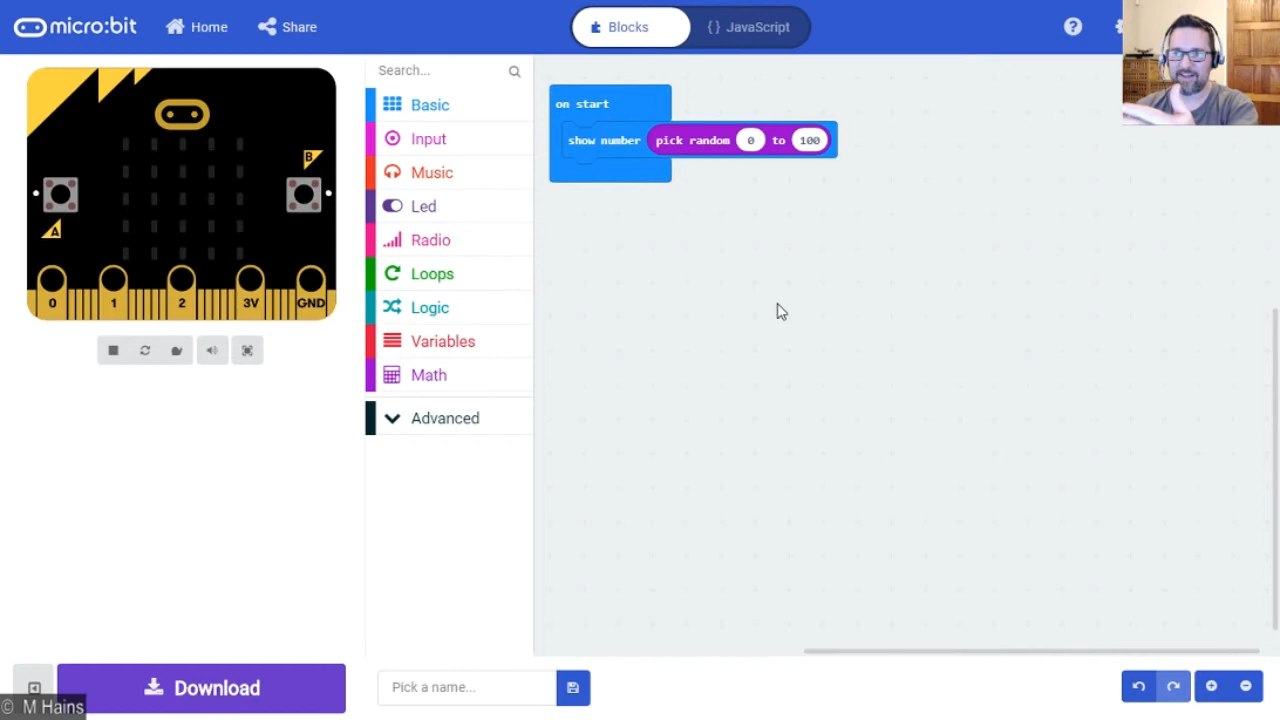 micro:bit
Home
Share
Blocks
{ } JavaScript
?
Search...
Basic
Input
Music
Led
Radio
Loops
Logic
Variables
Math
Advanced
on start
show number pick random 0 to 100
A
B
0 1 2 3V GND
Download
Pick a name...
© M Hains